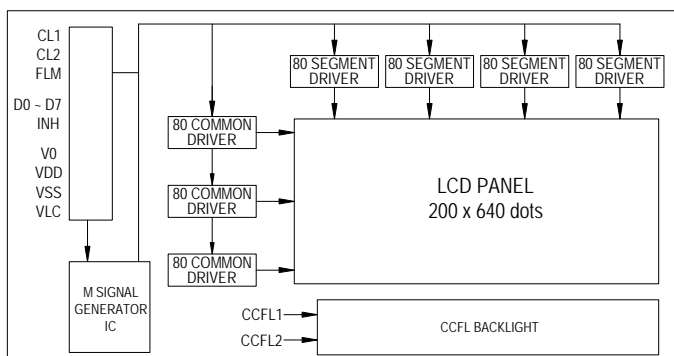 CL1
CL2
FLM
D0 ~ D7
INH
V0
VDD
VSS
VLC
M SIGNAL
GENERATOR
IC
80 SEGMENT
DRIVER
80 SEGMENT
DRIVER
80 SEGMENT
DRIVER
80 SEGMENT
DRIVER
80 COMMON
DRIVER
80 COMMON
DRIVER
80 COMMON
DRIVER
LCD PANEL
200 x 640 dots
CCFL1
CCFL2
CCFL BACKLIGHT